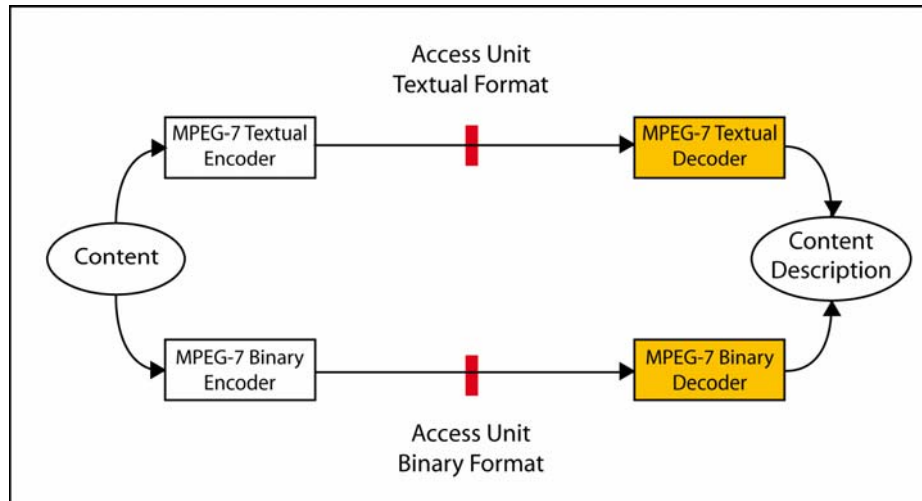 Access Unit
Textual Format
MPEG-7 Textual
Encoder
MPEG-7 Textual
Decoder
Content
Content
Description
MPEG-7 Binary
Encoder
MPEG-7 Binary
Decoder
Access Unit
Binary Format